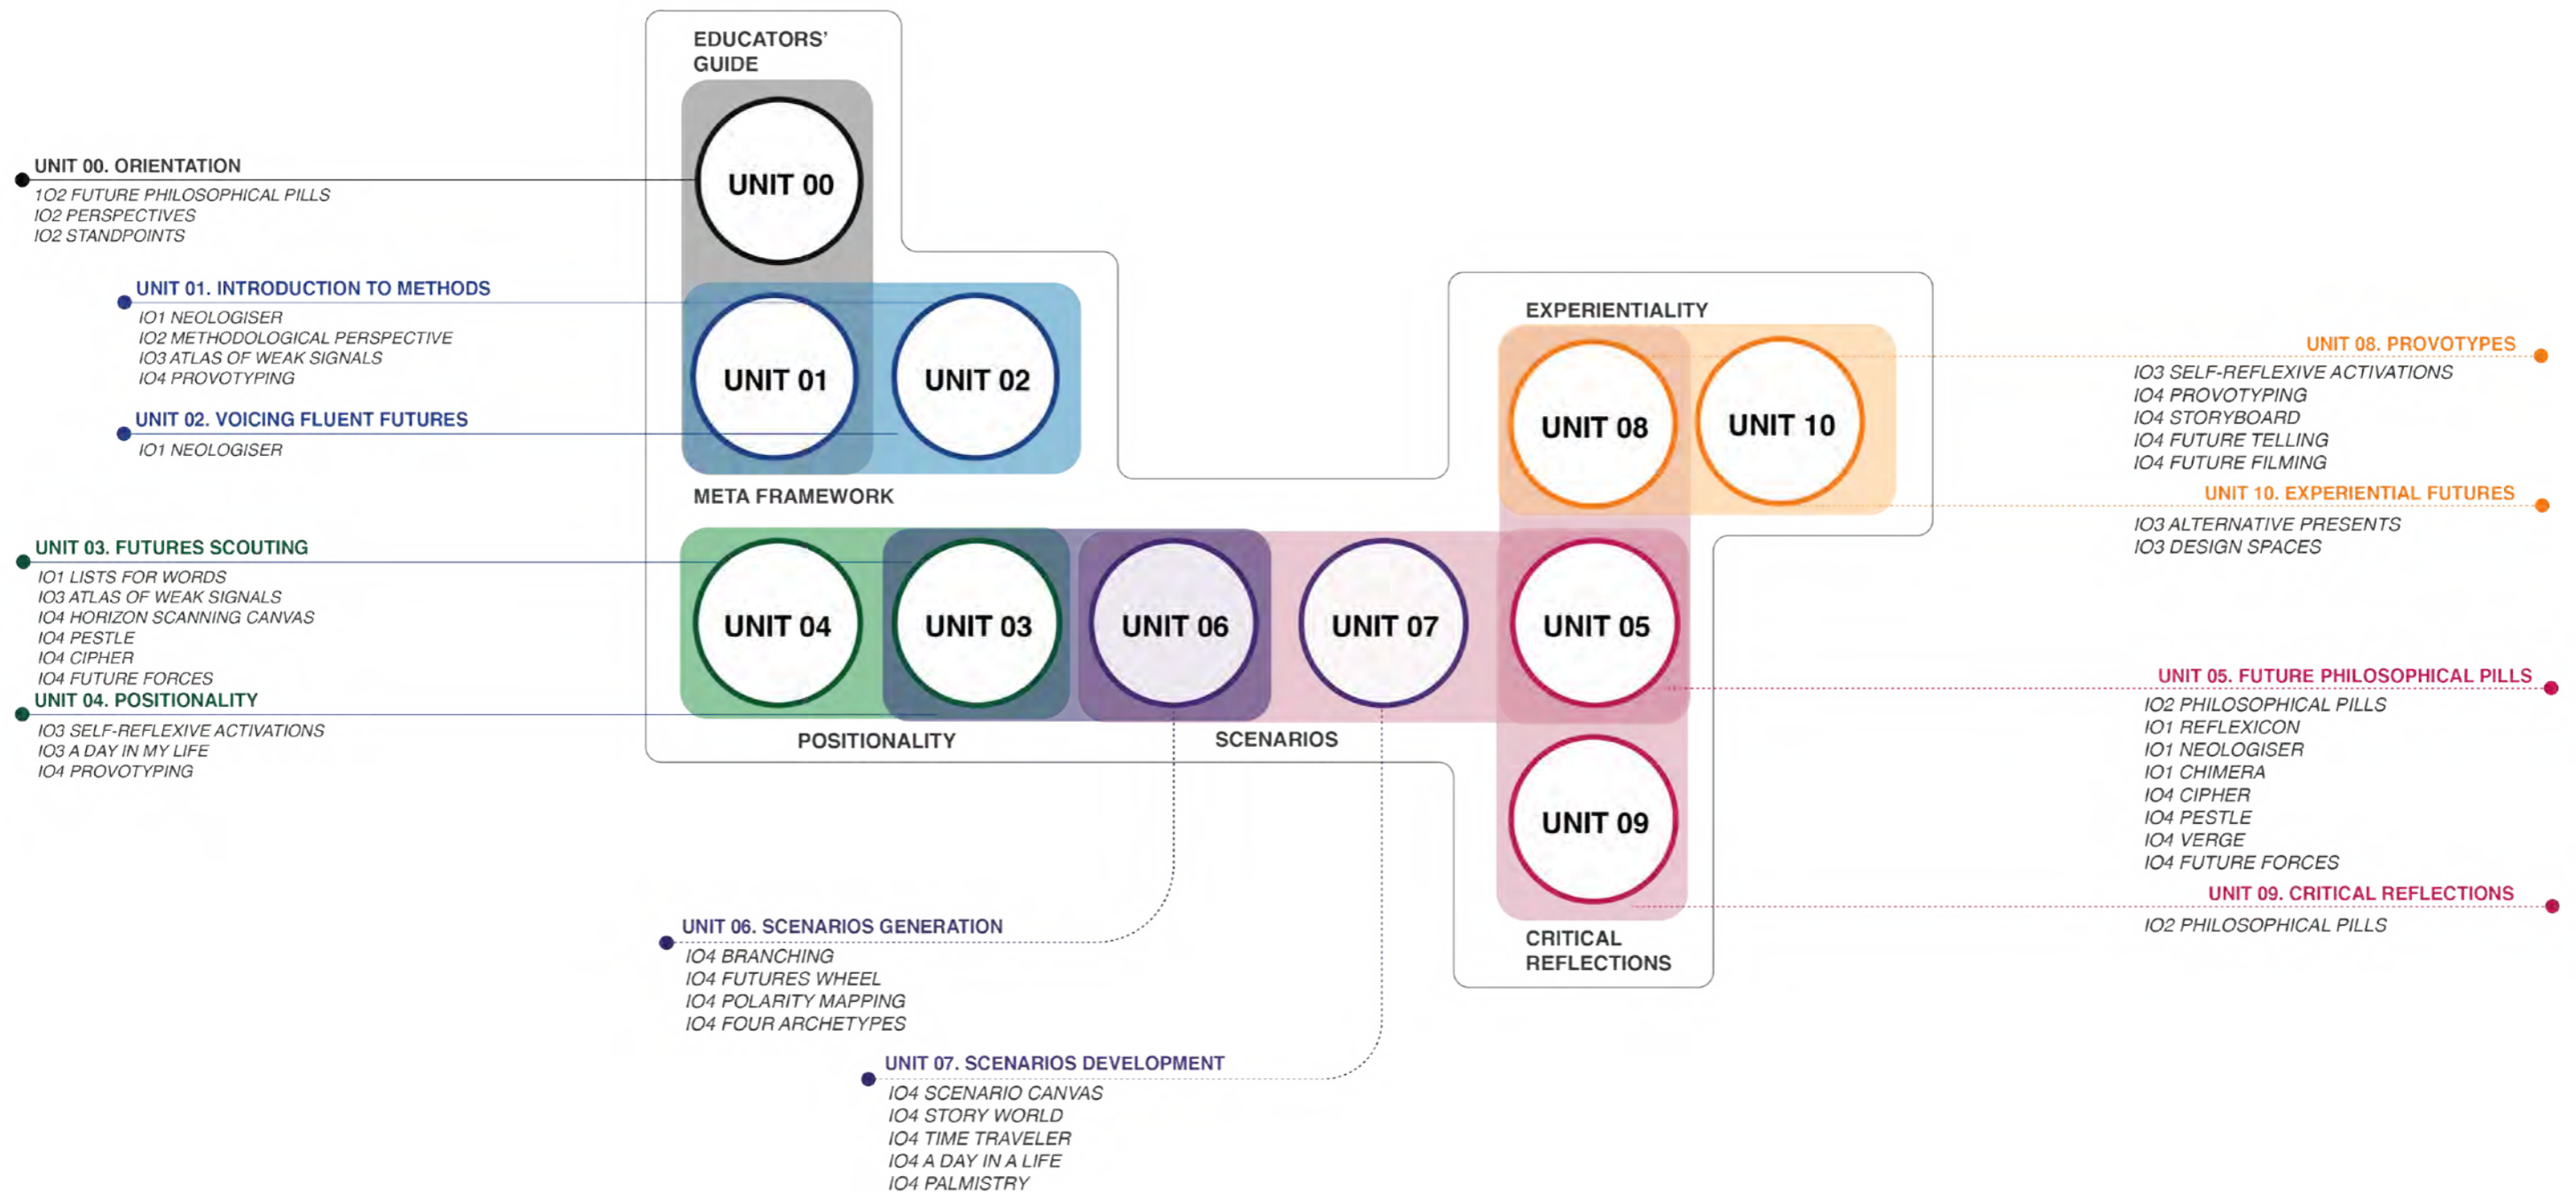 EDUCATORS'
GUIDE
UNIT 00
UNIT 00. ORIENTATION
1O2 FUTURE PHILOSOPHICAL PILLS
IO2 PERSPECTIVES
IO2 STANDPOINTS
UNIT 01. INTRODUCTION TO METHODS
IO1 NEOLOGISER
IO2 METHODOLOGICAL PERSPECTIVE
IO3 ATLAS OF WEAK SIGNALS
IO4 PROVOTYPING
UNIT 02. VOICING FLUENT FUTURES
IO1 NEOLOGISER
UNIT 01
UNIT 02
META FRAMEWORK
EXPERIENTIALITY
UNIT 08
UNIT 10
UNIT 08. PROVOTYPES
IO3 SELF-REFLEXIVE ACTIVATIONS
IO4 PROVOTYPING
IO4 STORYBOARD
IO4 FUTURE TELLING
IO4 FUTURE FILMING
UNIT 10. EXPERIENTIAL FUTURES
IO3 ALTERNATIVE PRESENTS
IO3 DESIGN SPACES
UNIT 03. FUTURES SCOUTING
IO1 LISTS FOR WORDS
IO3 ATLAS OF WEAK SIGNALS
IO4 HORIZON SCANNING CANVAS
IO4 PESTLE
IO4 CIPHER
IO4 FUTURE FORCES
UNIT 04. POSITIONALITY
IO3 SELF-REFLEXIVE ACTIVATIONS
IO3 A DAY IN MY LIFE
IO4 PROVOTYPING
UNIT 04
UNIT 03
UNIT 06
UNIT 07
UNIT 05
POSITIONALITY
SCENARIOS
UNIT 09
CRITICAL
REFLECTIONS
UNIT 05. FUTURE PHILOSOPHICAL PILLS
IO2 PHILOSOPHICAL PILLS
IO1 REFLEXICON
IO1 NEOLOGISER
IO1 CHIMERA
IO4 CIPHER
IO4 PESTLE
IO4 VERGE
IO4 FUTURE FORCES
UNIT 09. CRITICAL REFLECTIONS
IO2 PHILOSOPHICAL PILLS
UNIT 06. SCENARIOS GENERATION
IO4 BRANCHING
IO4 FUTURES WHEEL
IO4 POLARITY MAPPING
IO4 FOUR ARCHETYPES
UNIT 07. SCENARIOS DEVELOPMENT
IO4 SCENARIO CANVAS
IO4 STORY WORLD
IO4 TIME TRAVELER
IO4 A DAY IN A LIFE
IO4 PALMISTRY